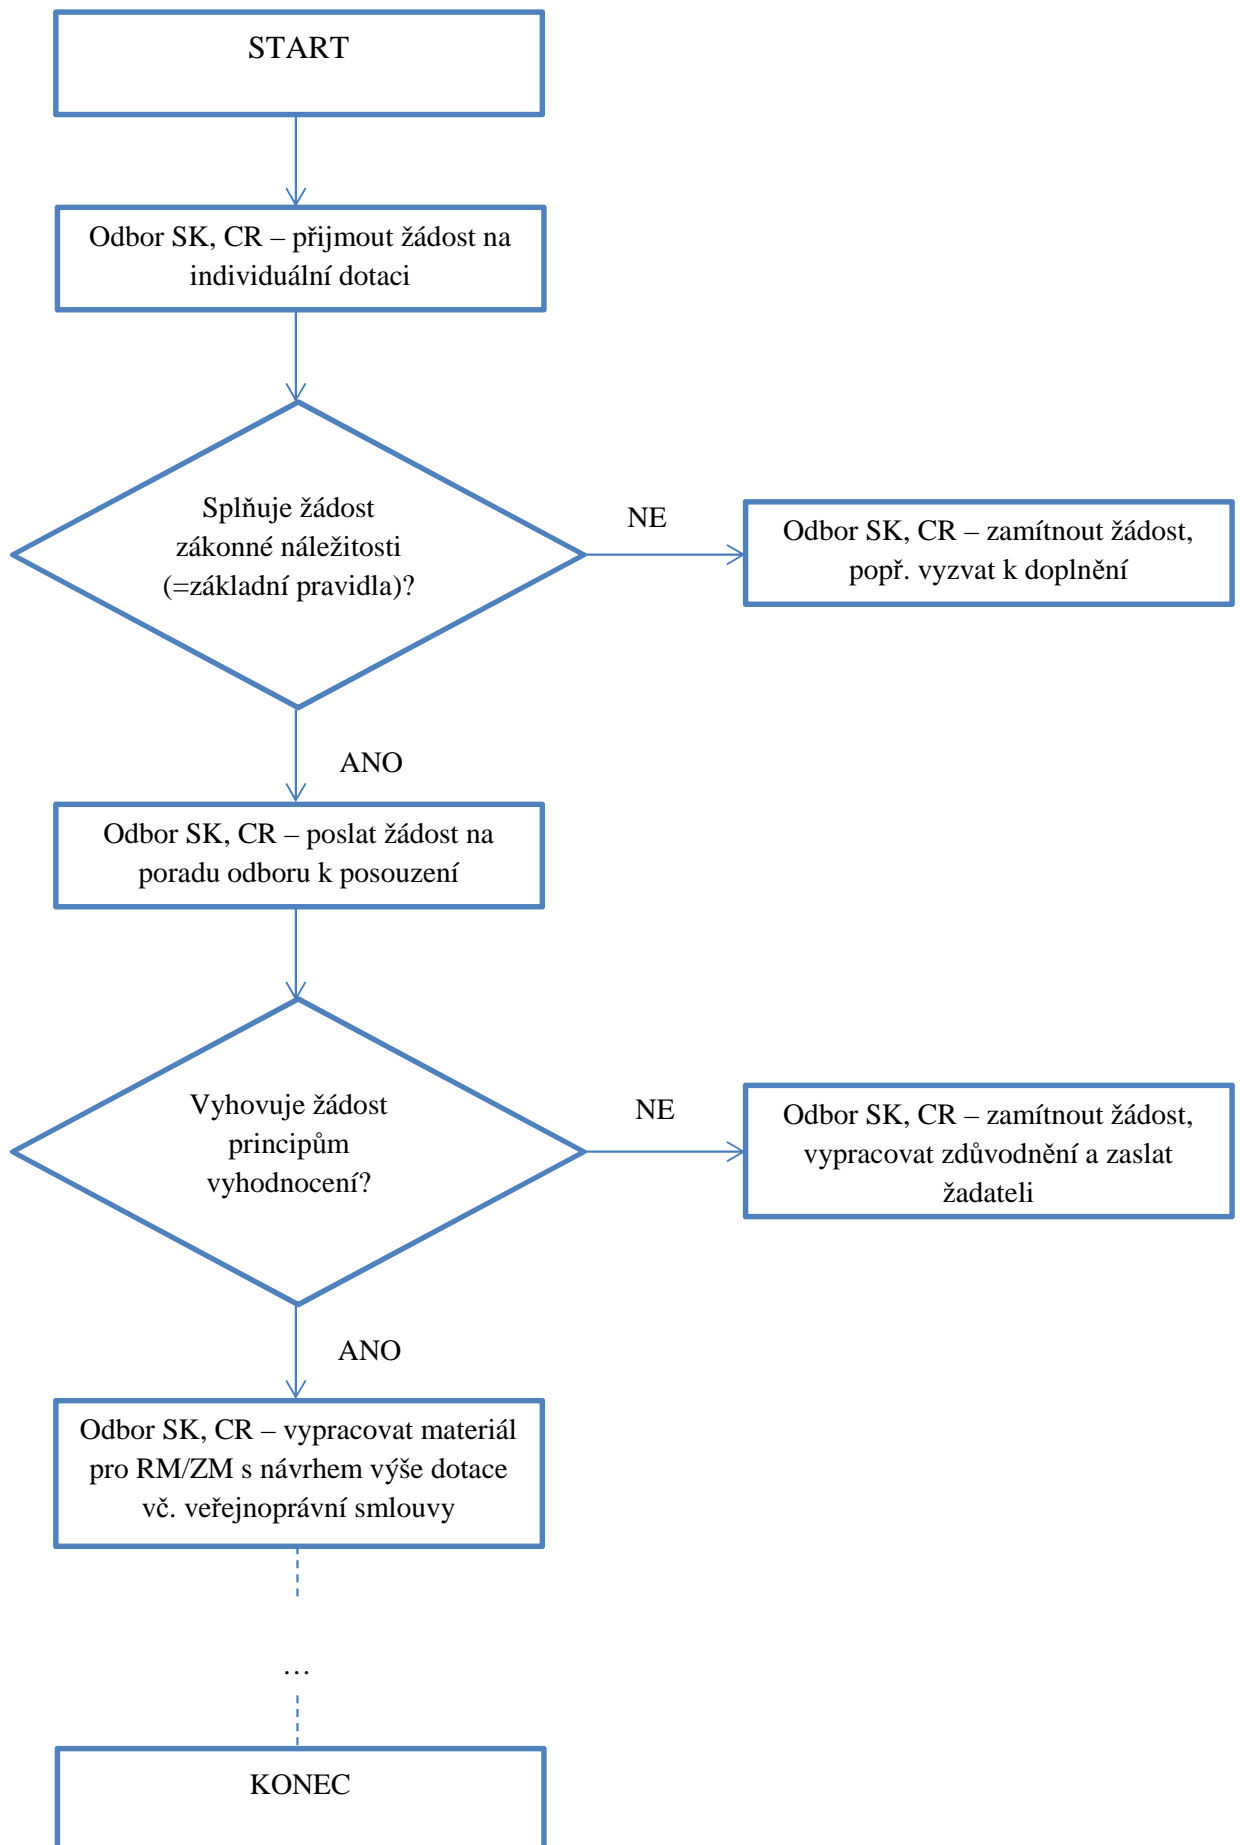 START
Odbor SK, CR – přijmout žádost na
individuální dotaci
Splňuje žádost
zákonné náležitosti
(=základní pravidla)?
NE
Odbor SK, CR – zamítnout žádost,
popř. vyzvat k doplnění
ANO
Odbor SK, CR – poslat žádost na
poradu odboru k posouzení
Vyhovuje žádost
principům
vyhodnocení?
NE
Odbor SK, CR – zamítnout žádost,
vypracovat zdůvodnění a zaslat
žadateli
ANO
Odbor SK, CR – vypracovat materiál
pro RM/ZM s návrhem výše dotace
vč. veřejnoprávní smlouvy
…
KONEC